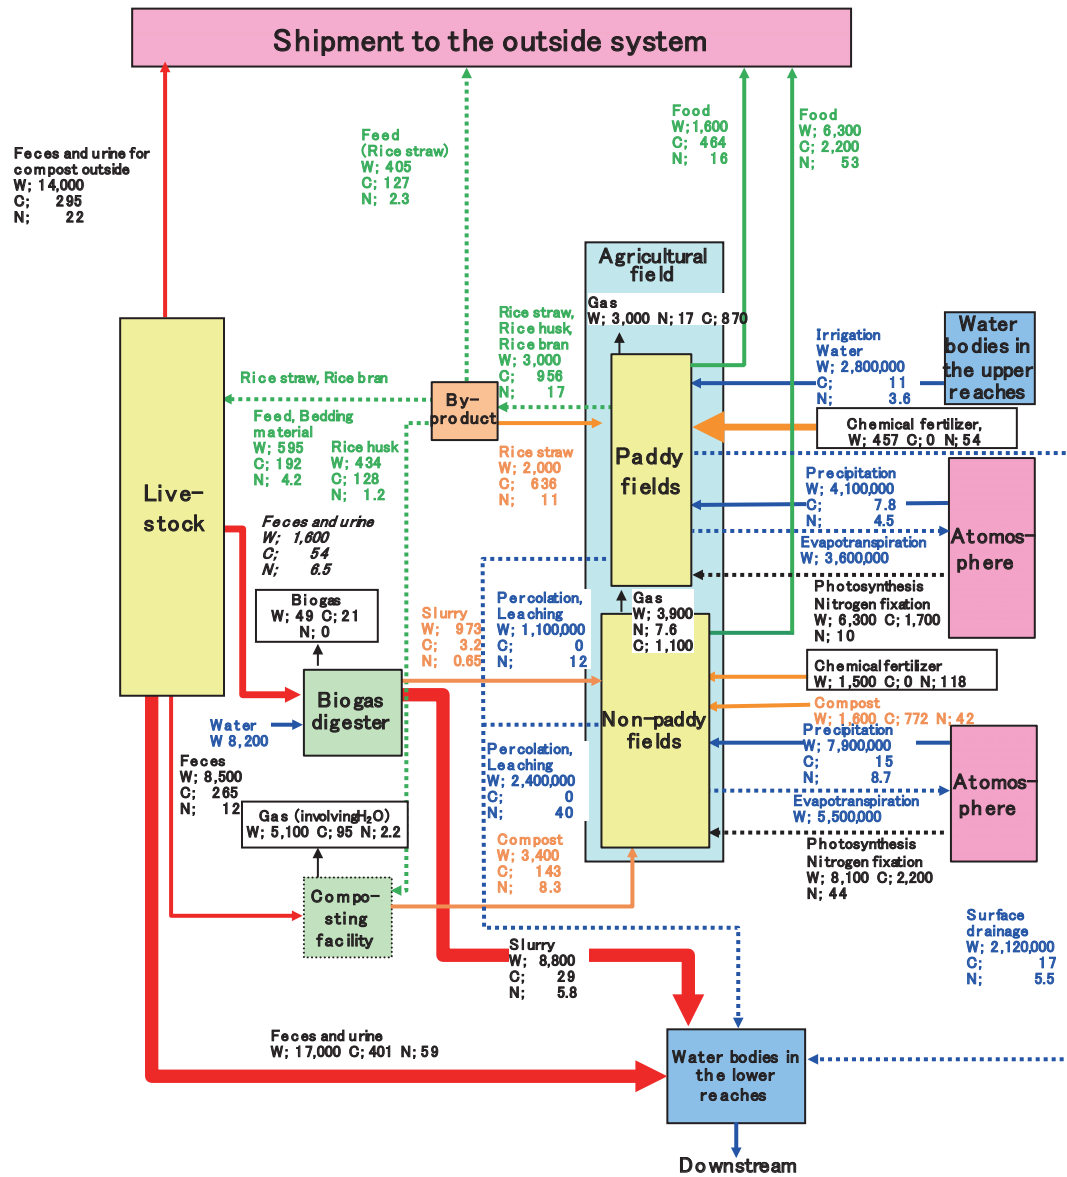 Shipment to the outside system
Food
W; 1,600
C; 464
N; 16
Food
W; 6,300
C; 2,200
N; 53
Feed
(Rice straw)
W; 405
C; 127
N; 2.3
Feces and urine for
compost outside
W; 14,000
C; 295
N; 22
Agricultural
field
Gas
W; 3,000 N; 17 C; 870
Rice straw,
Rice husk,
Rice bran
W; 3,000
C; 956
N; 17
Irrigation
Water
W; 2,800,000
C; 11
N; 3.6
Water
bodies in
the upper
reaches
Rice straw, Rice bran
By-
product
Feed, Bedding
material
W; 595
C; 192
N; 4.2
Rice husk
W; 434
C; 128
N; 1.2
Chemical fertilizer,
W; 457 C; 0 N; 54
Rice straw
W; 2,000
C; 636
N; 11
Paddy
fields
Precipitation
W; 4,100,000
C; 7.8
N; 4.5
Live-
stock
Feces and urine
W; 1,600
C; 54
N; 6.5
Evapotranspiration
W; 3,600,000
Atomos-
phere
Photosynthesis
Nitrogen fixation
W; 6,300 C; 1,700
N; 10
Biogas
W; 49 C; 21
N; 0
Slurry
W; 973
C; 3.2
N; 0.65
Percolation,
Leaching
W; 1,100,000
C; 0
N; 12
Gas
W; 3,900
N; 7.6
C; 1,100
Chemical fertilizer
W; 1,500 C; 0 N; 118
Biogas
digester
Water
W 8,200
Compost
W; 1,600 C; 772 N; 42
Non-paddy
fields
Precipitation
W; 7,900,000
C; 15
N; 8.7
Feces
W; 8,500
C; 265
N; 12
Percolation,
Leaching
W; 2,400,000
C; 0
N; 40
Evapotranspiration
W; 5,500,000
Atomos-
phere
Gas (involvingH₂O)
W; 5,100 C; 95 N; 2.2
Compost
W; 3,400
C; 143
N; 8.3
Photosynthesis
Nitrogen fixation
W; 8,100 C; 2,200
N; 44
Compo-
sting
facility
Surface
drainage
W; 2,120,000
C; 17
N; 5.5
Slurry
W; 8,800
C; 29
N; 5.8
Feces and urine
W; 17,000 C; 401 N; 59
Water bodies in
the lower
reaches
Downstream